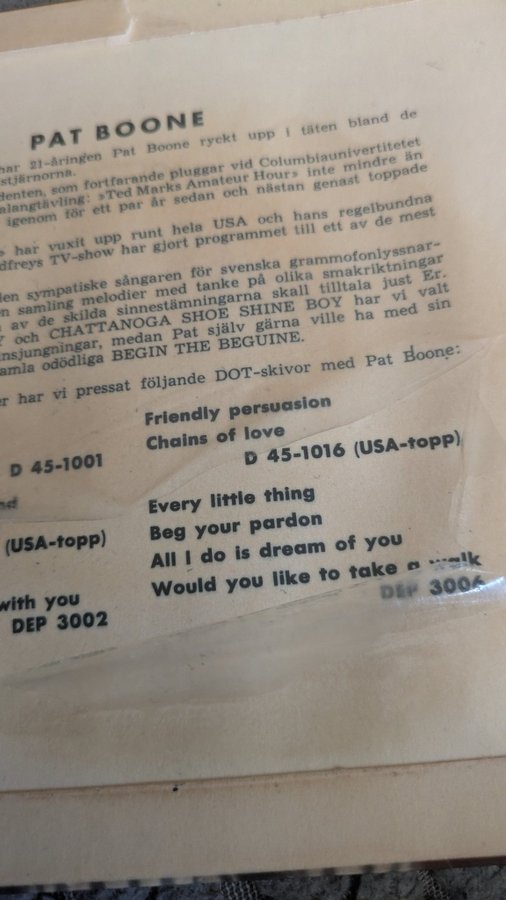 PAT BOONE
har 21-åringen Pat Boone ryckt upp i täten bland de
stjärnorna.
denten, som fortfarande pluggar vid Columbiaunivertitetet
alangtävling: »Ted Marks Amateur Hour» inte mindre än
igenom för ett par år sedan och nästan genast toppade
» har vuxit upp runt hela USA och hans regelbundna
dfreys TV-show har gjort programmet till ett av de mest
den sympatiske sångaren för svenska grammofonlyssnar-
n samling melodier med tanke på olika smakriktningar
n av de skilda sinnestämningarna skall tilltala just Er.
Y och CHATTANOGA SHOE SHINE BOY har vi valt
nsjungningar, medan Pat själv gärna ville ha med sin
amla odödliga BEGIN THE BEGUINE.
er har vi pressat följande DOT-skivor med Pat Boone:
Friendly persuasion
Chains of love
D 45-1001
D 45-1016 (USA-topp)
nd
Every little thing
(USA-topp)
Beg your pardon
All I do is dream of you
with you
Would you like to take a walk
DEP 3002
DEP 3006